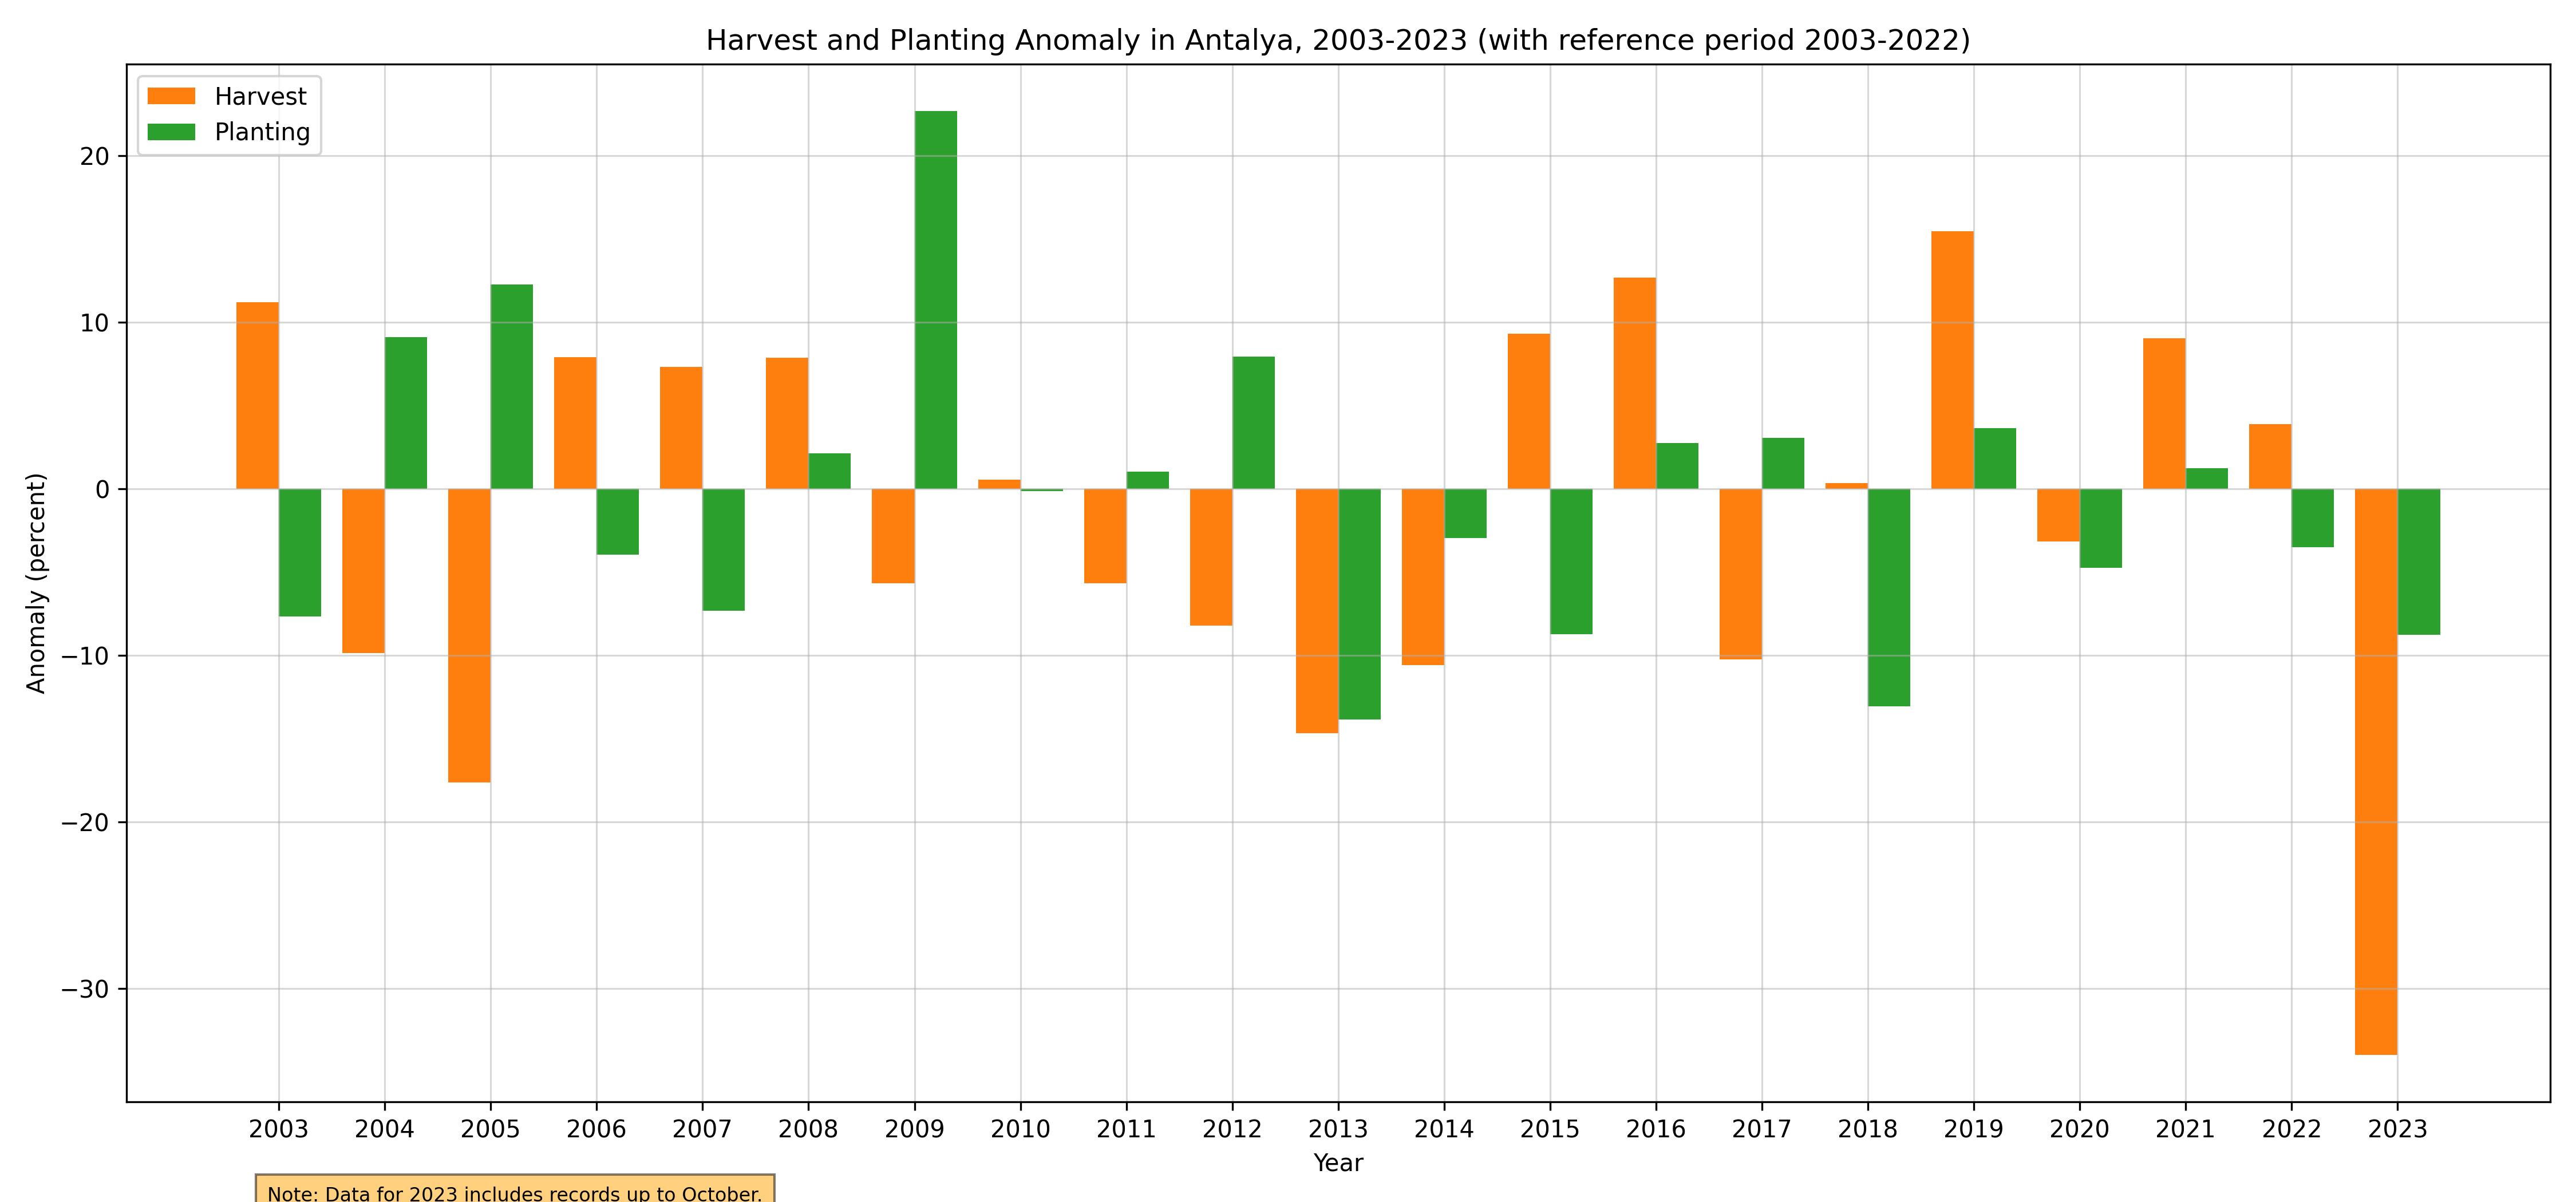 Harvest and Planting Anomaly in Antalya, 2003-2023 (with reference period 2003-2022)
Harvest
Planting
20
10
0
−10
−20
−30
Anomaly (percent)
2003 2004 2005 2006 2007 2008 2009 2010 2011 2012 2013 2014 2015 2016 2017 2018 2019 2020 2021 2022 2023
Year
Note: Data for 2023 includes records up to October.